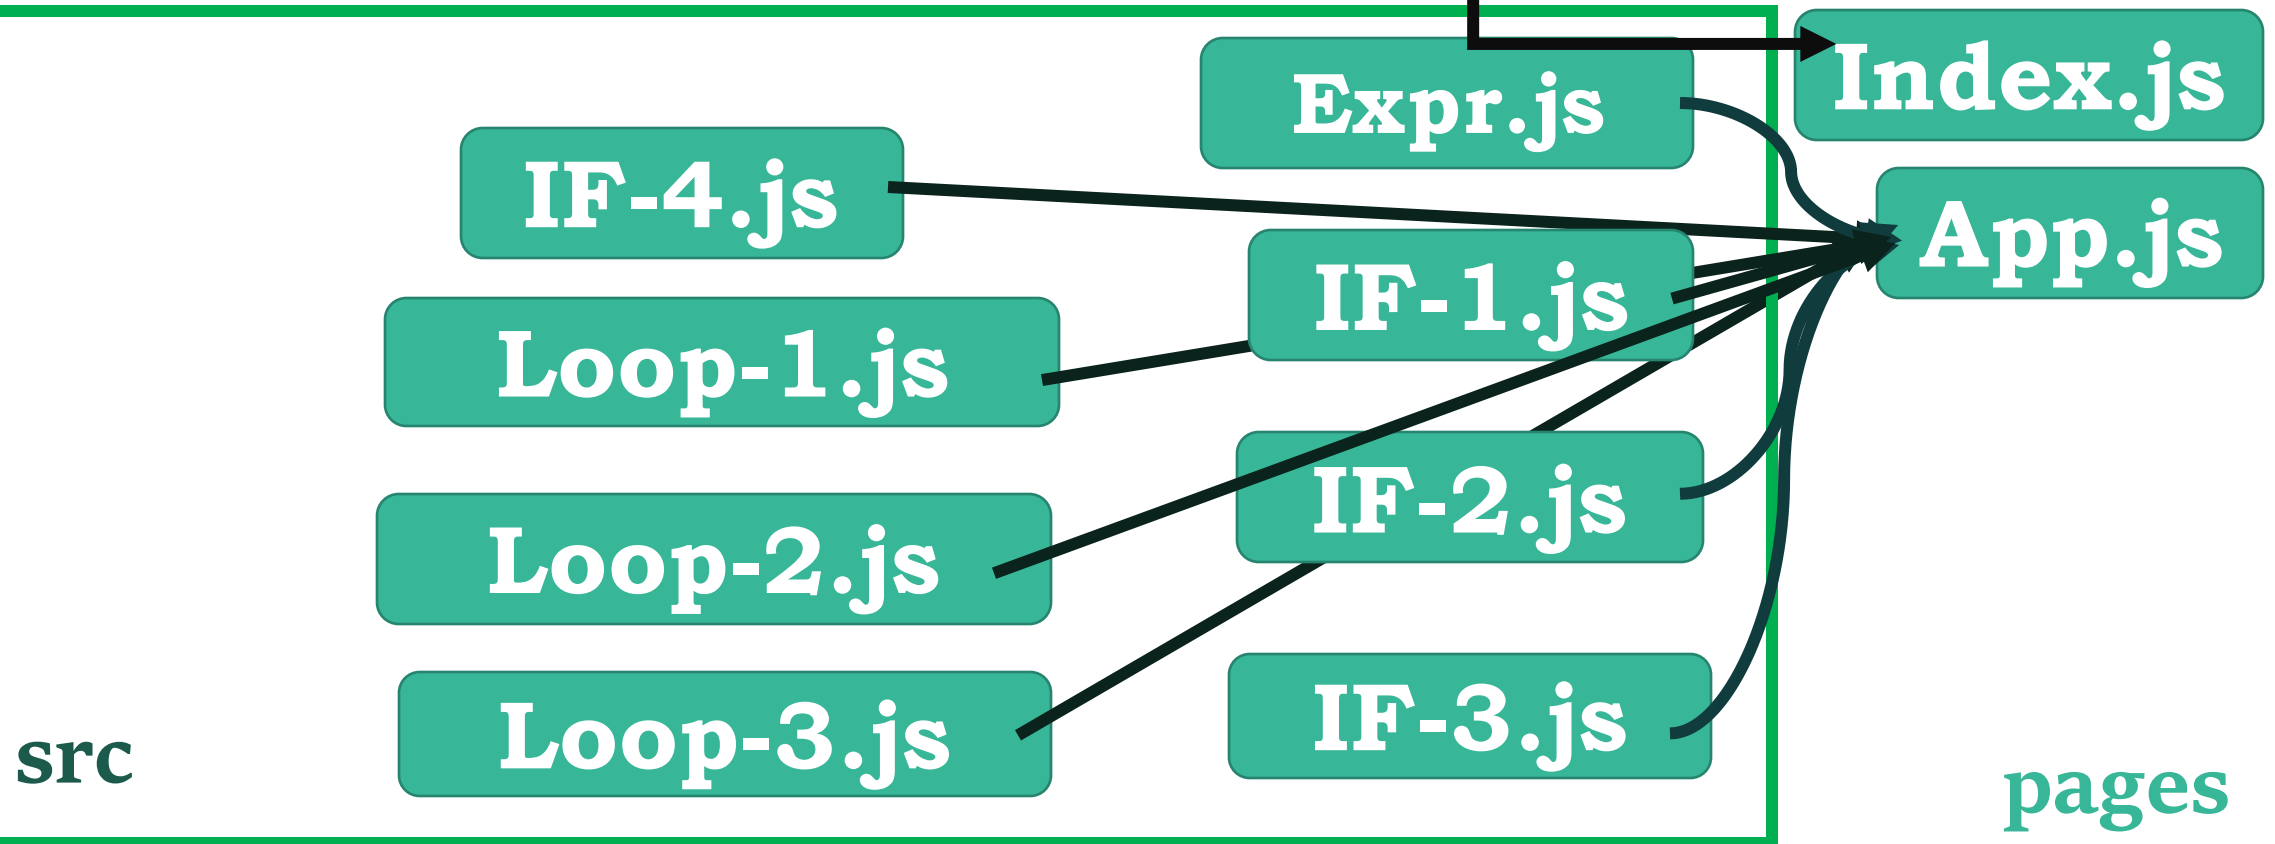 Index.js
Expr.js
App.js
IF-4.js
IF-1.js
Loop-1.js
IF-2.js
Loop-2.js
IF-3.js
Loop-3.js
src
pages